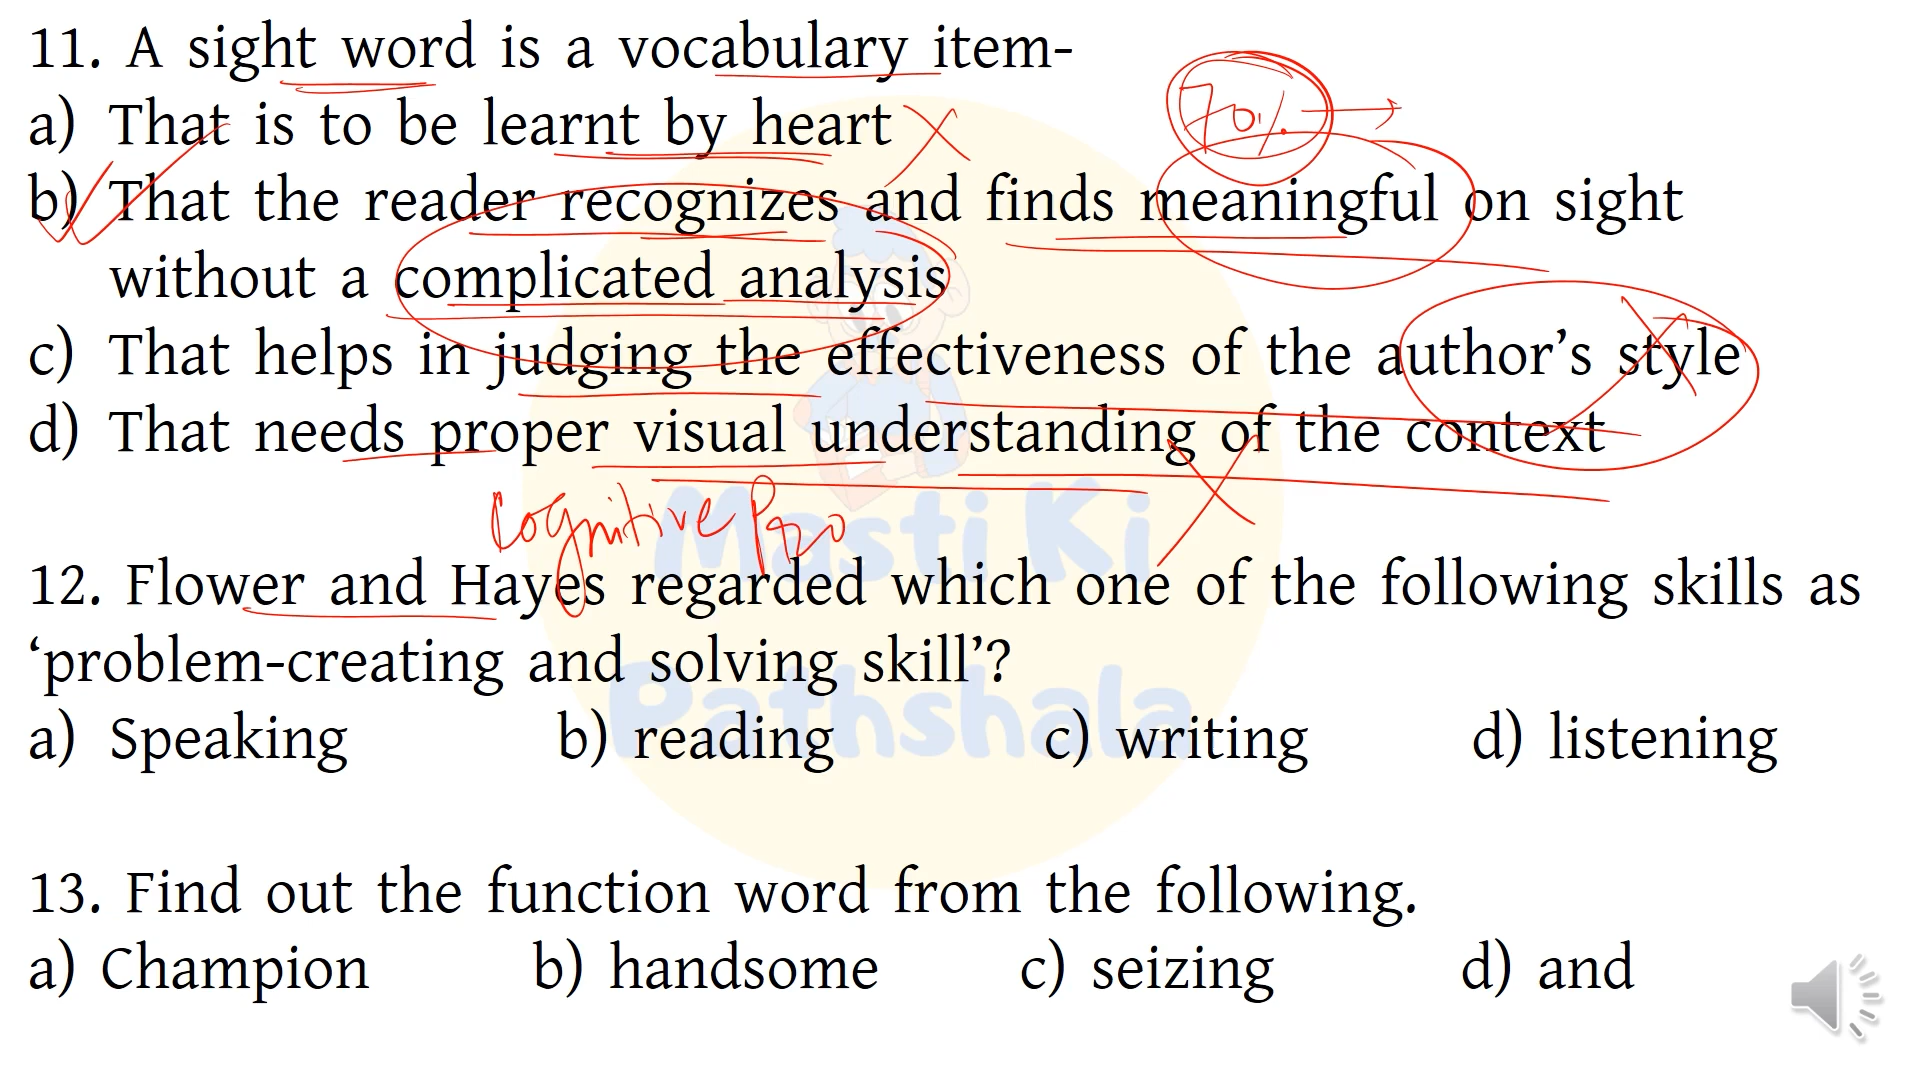 11. A sight word is a vocabulary item-
a) That is to be learnt by heart
70%
b) That the reader recognizes and finds meaningful on sight
without a complicated analysis
c) That helps in judging the effectiveness of the author’s style
d) That needs proper visual understanding of the context
Cognitive Pro
12. Flower and Hayes regarded which one of the following skills as
‘problem-creating and solving skill’?
a) Speaking b) reading c) writing d) listening
13. Find out the function word from the following.
a) Champion b) handsome c) seizing d) and
Masti Ki
Pathshala